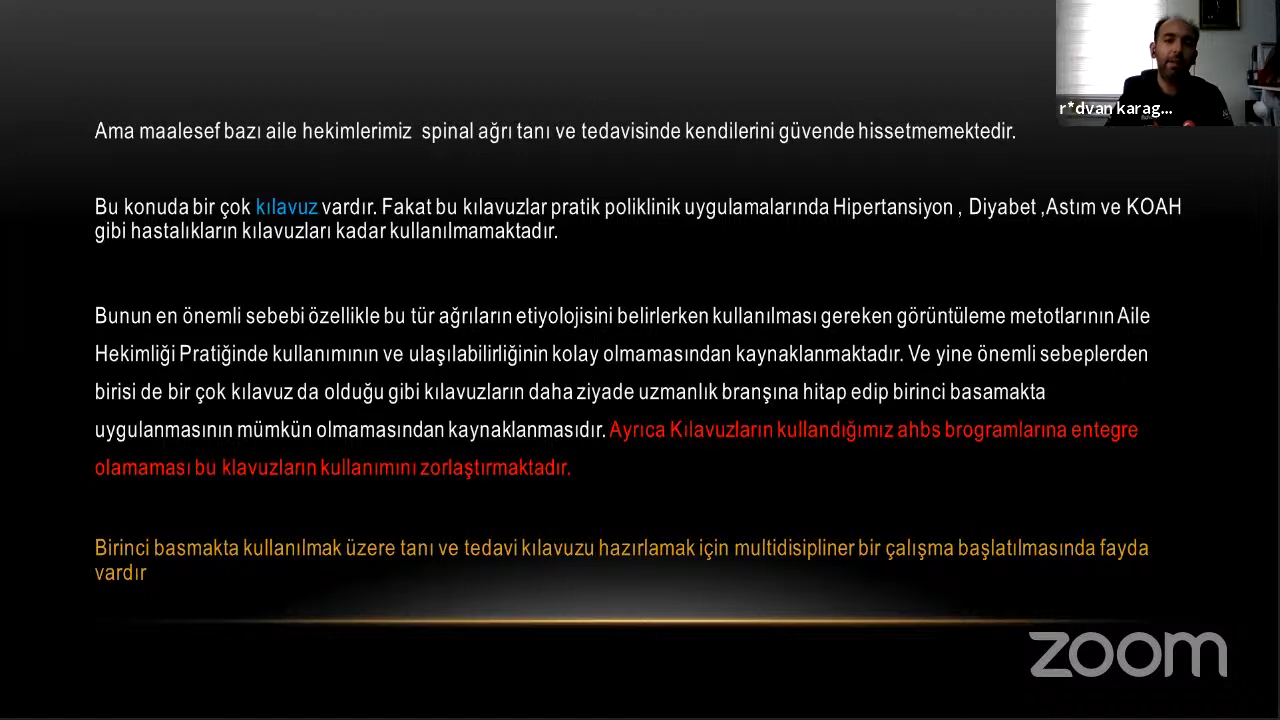 r*dvan karag...
Ama maalesef bazı aile hekimlerimiz spinal ağrı tanı ve tedavisinde kendilerini güvende hissetmemektedir.
Bu konuda bir çok kılavuz vardır. Fakat bu kılavuzlar pratik poliklinik uygulamalarında Hipertansiyon , Diyabet ,Astım ve KOAH
gibi hastalıkların kılavuzları kadar kullanılmamaktadır.
Bunun en önemli sebebi özellikle bu tür ağrıların etiyolojisini belirlerken kullanılması gereken görüntüleme metotlarının Aile
Hekimliği Pratiğinde kullanımının ve ulaşılabilirliğinin kolay olmamasından kaynaklanmaktadır. Ve yine önemli sebeplerden
birisi de bir çok kılavuz da olduğu gibi kılavuzların daha ziyade uzmanlık branşına hitap edip birinci basamakta
uygulanmasının mümkün olmamasından kaynaklanmasıdır. Ayrıca Kılavuzların kullandığımız ahbs brogramlarına entegre
olamaması bu klavuzların kullanımını zorlaştırmaktadır.
Birinci basmakta kullanılmak üzere tanı ve tedavi kılavuzu hazırlamak için multidisipliner bir çalışma başlatılmasında fayda
vardır
zoom